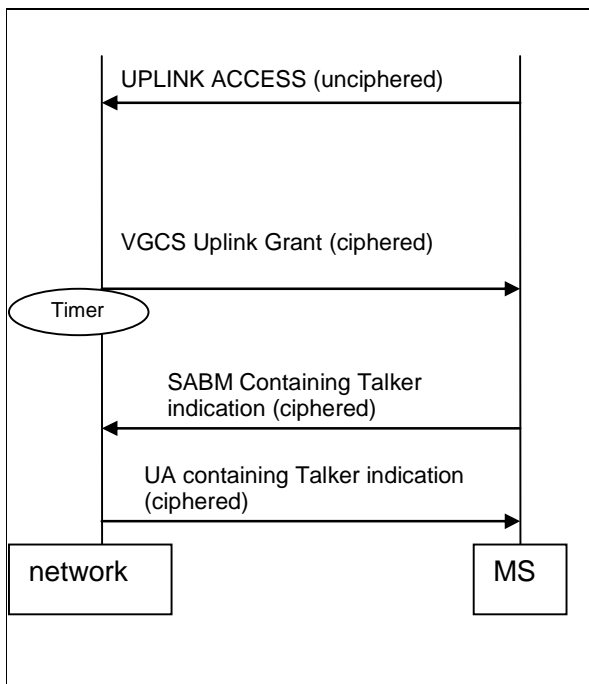 UPLINK ACCESS (unciphered)
VGCS Uplink Grant (ciphered)
Timer
SABM Containing Talker
indication (ciphered)
UA containing Talker indication
(ciphered)
network
MS